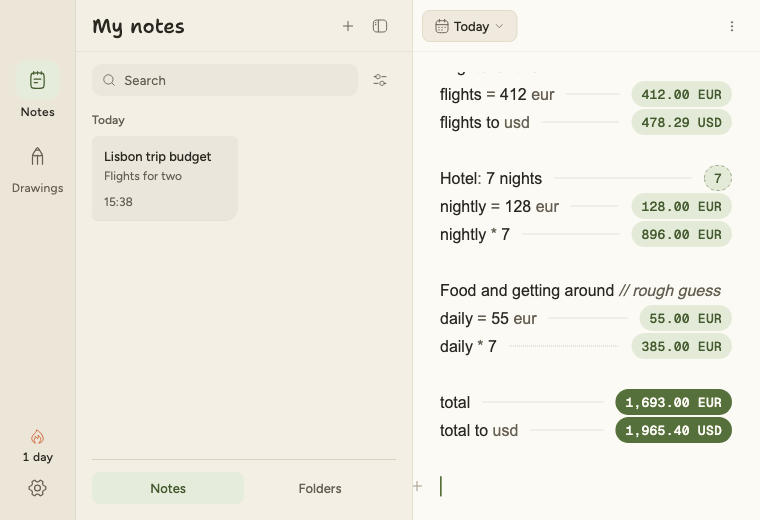 My notes
Search
Today
Lisbon trip budget
Flights for two
15:38
Notes
Drawings
1 day
Notes
Folders
Today
flights = 412 eur 412.00 EUR
flights to usd 478.29 USD
Hotel: 7 nights 7
nightly = 128 eur 128.00 EUR
nightly * 7 896.00 EUR
Food and getting around // rough guess
daily = 55 eur 55.00 EUR
daily * 7 385.00 EUR
total 1,693.00 EUR
total to usd 1,965.40 USD